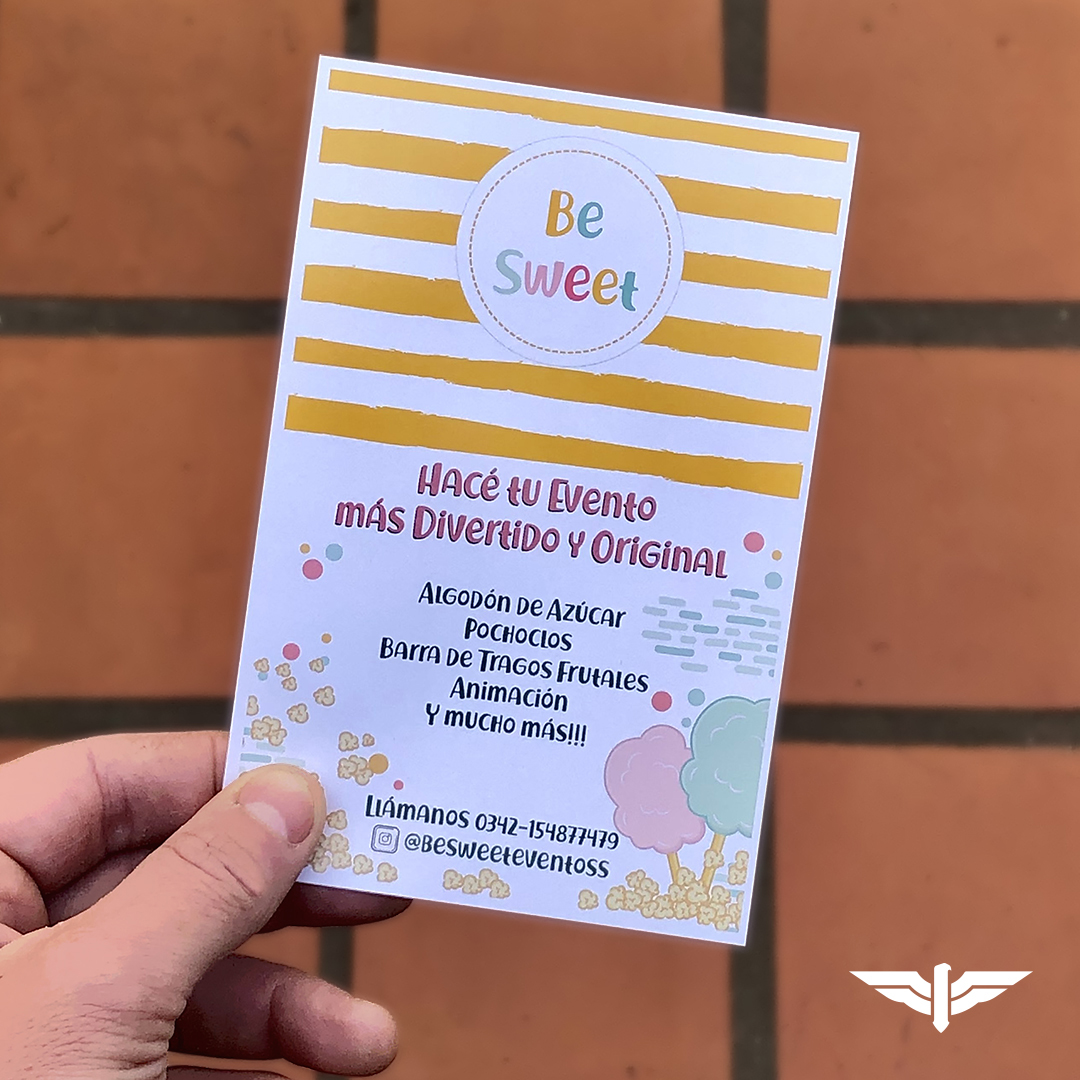 Be
Sweet
Hacé tu Evento
más Divertido y Original
Algodón de Azúcar
Pochoclos
Barra de Tragos Frutales
Animación
Y mucho más!!!
Llámanos 0342-154877479
@Besweeteventoss